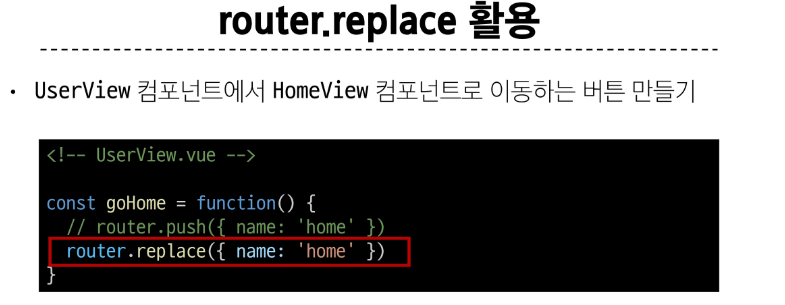 router.replace 활용
• UserView 컴포넌트에서 HomeView 컴포넌트로 이동하는 버튼 만들기
<!-- UserView.vue -->
const goHome = function() {
// router.push({ name: 'home' })
router.replace({ name: 'home' })
}